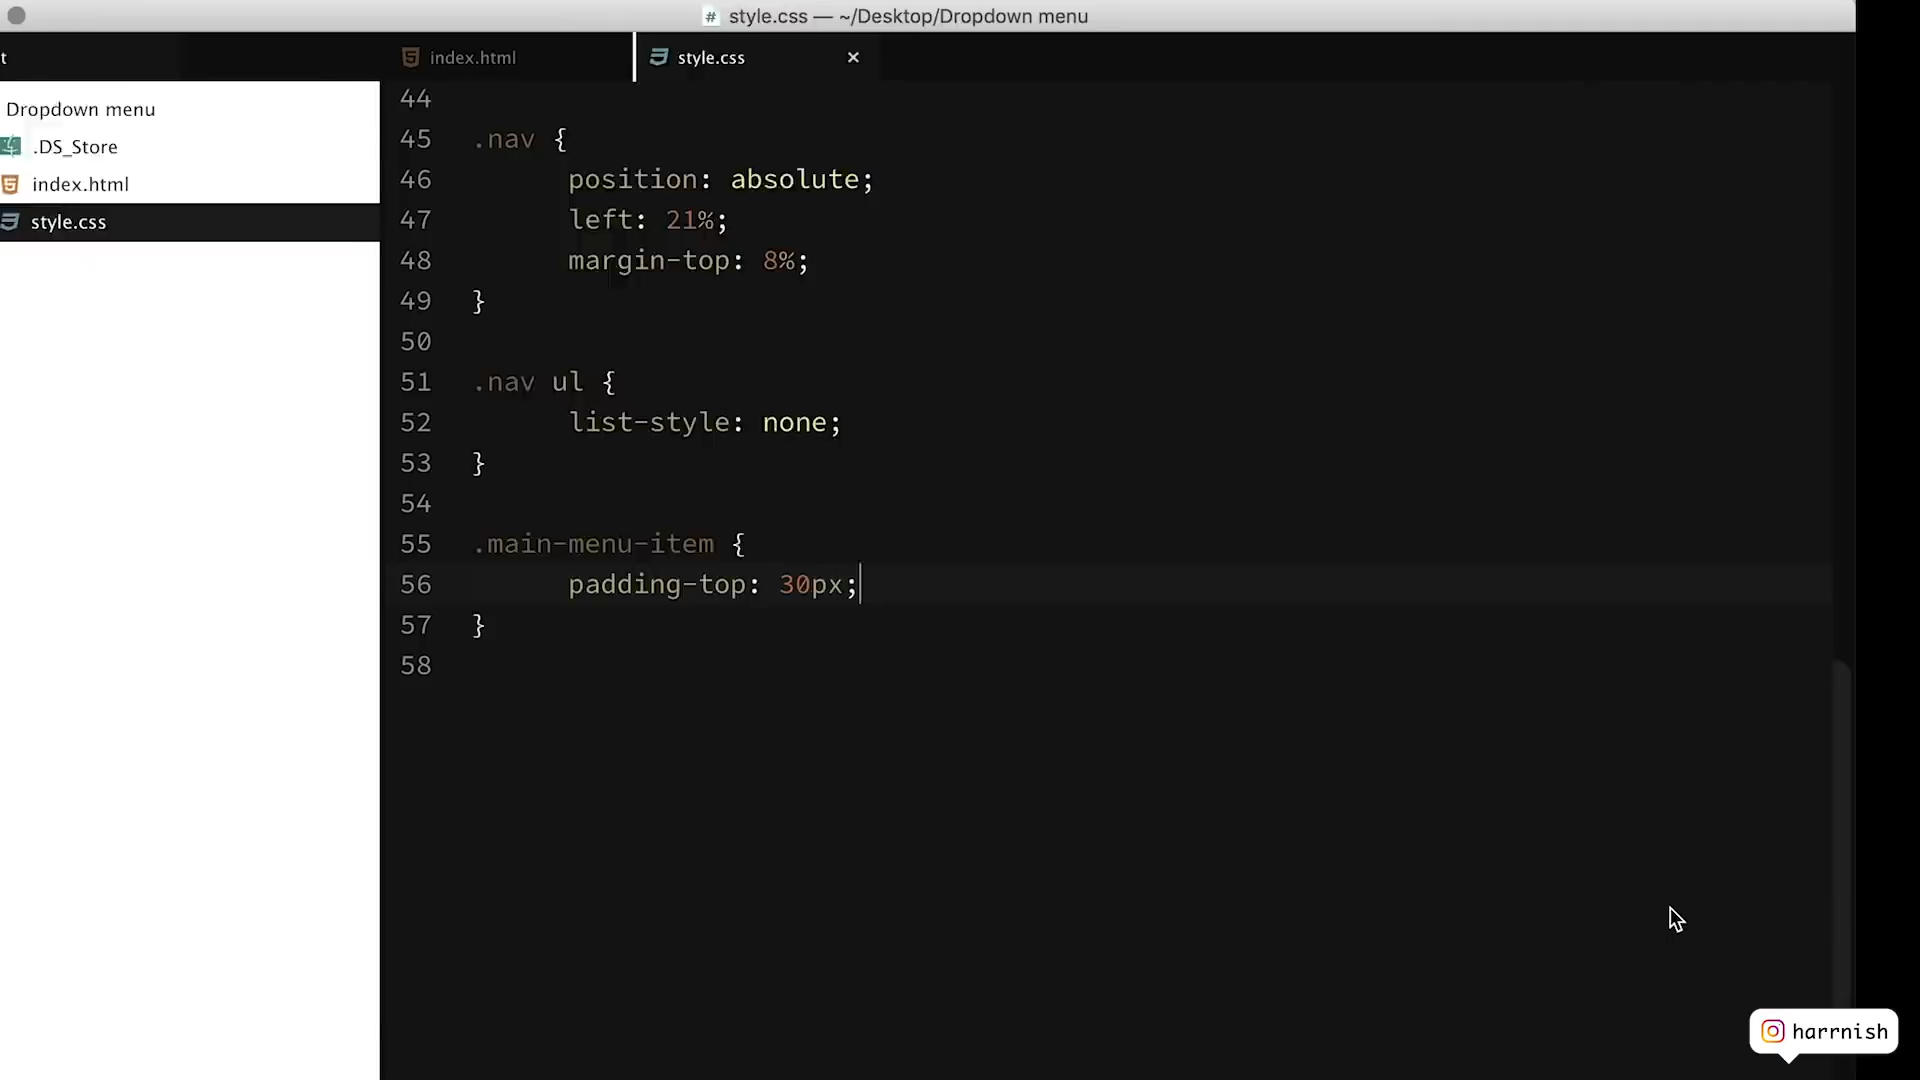 style.css — ~/Desktop/Dropdown menu
t
index.html
style.css
Dropdown menu
.DS_Store
index.html
style.css
44
45 .nav {
46 position: absolute;
47 left: 21%;
48 margin-top: 8%;
49 }
50
51 .nav ul {
52 list-style: none;
53 }
54
55 .main-menu-item {
56 padding-top: 30px;
57 }
58
harrnish